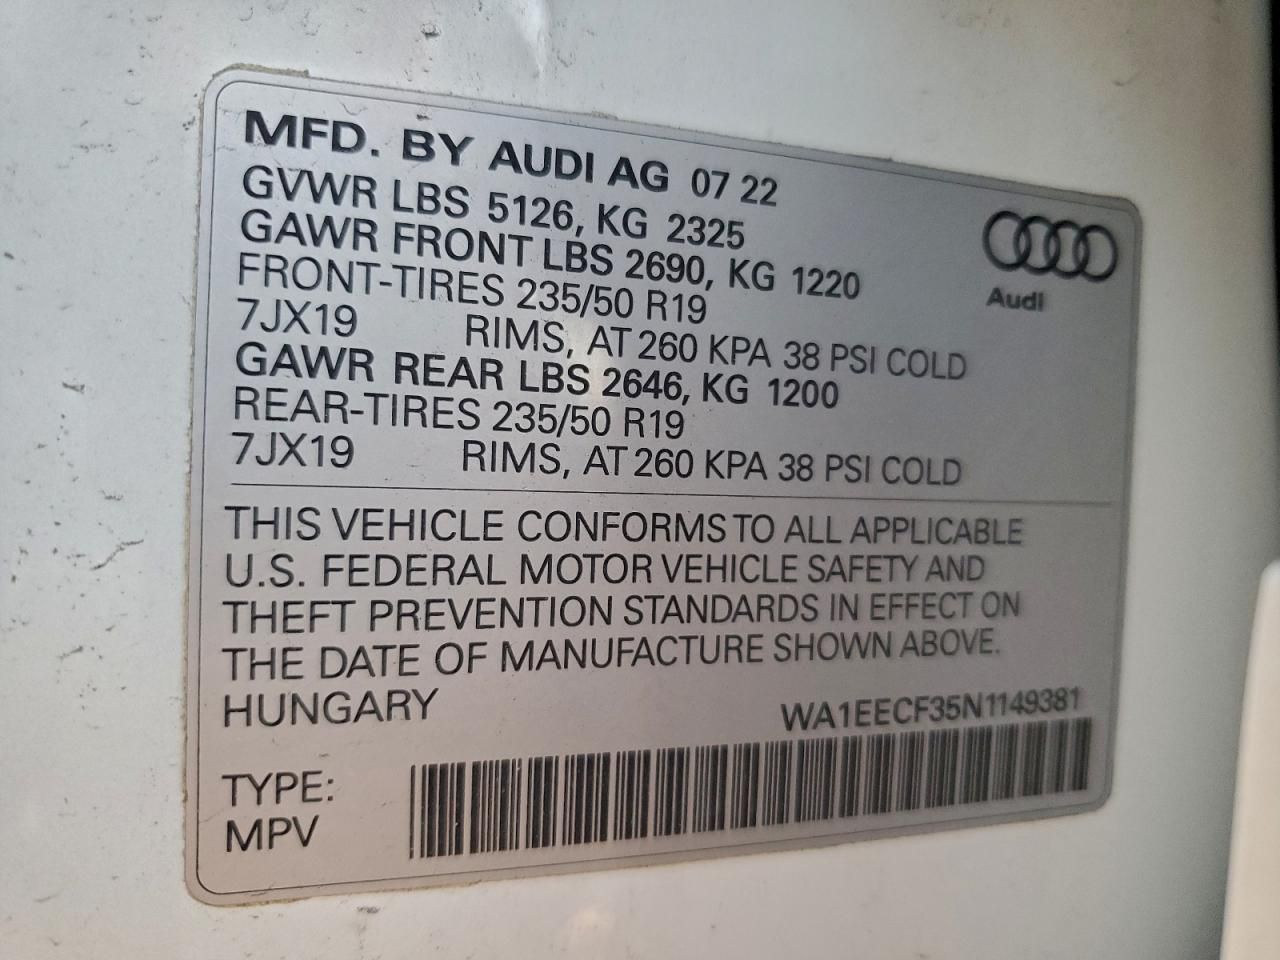 MFD. BY AUDI AG 07 22
GVWR LBS 5126, KG 2325
GAWR FRONT LBS 2690, KG 1220
FRONT-TIRES 235/50 R19
7JX19 RIMS, AT 260 KPA 38 PSI COLD
GAWR REAR LBS 2646, KG 1200
REAR-TIRES 235/50 R19
7JX19 RIMS, AT 260 KPA 38 PSI COLD
Audi
THIS VEHICLE CONFORMS TO ALL APPLICABLE
U.S. FEDERAL MOTOR VEHICLE SAFETY AND
THEFT PREVENTION STANDARDS IN EFFECT ON
THE DATE OF MANUFACTURE SHOWN ABOVE.
HUNGARY WA1EECF35N1149381
TYPE:
MPV